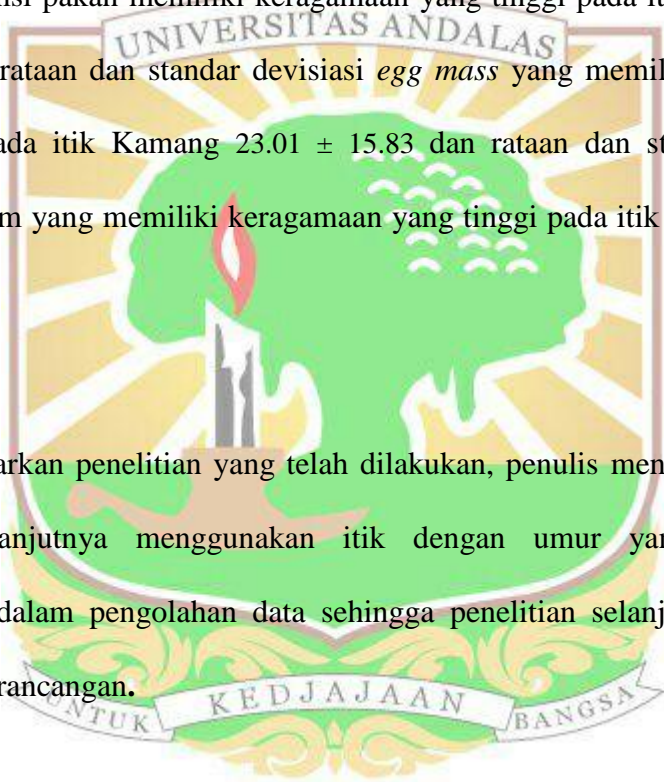 si pakan memiliki keragamaan yang tinggi pada it
UNIVERSITAS ANDALAS
rataan dan standar devisiasi egg mass yang memil
ada itik Kamang 23.01 ± 15.83 dan rataan dan st
m yang memiliki keragamaan yang tinggi pada itik
arkan penelitian yang telah dilakukan, penulis men
anjutnya menggunakan itik dengan umur yan
dalam pengolahan data sehingga penelitian selanj
rancangan.
UNTUK KEDJAJAAN BANGSA